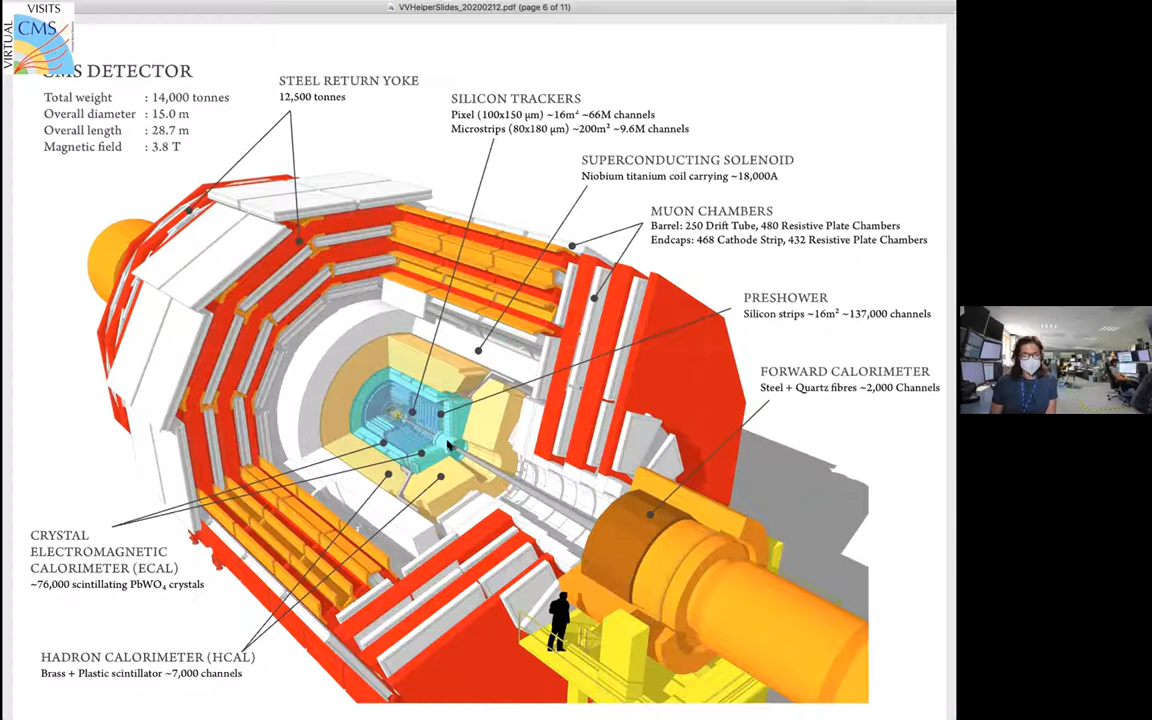 VVHelperSlides_20200212.pdf (page 6 of 11)
VISITS
VIRTUAL
CMS
CMS DETECTOR
Total weight : 14,000 tonnes
Overall diameter : 15.0 m
Overall length : 28.7 m
Magnetic field : 3.8 T
STEEL RETURN YOKE
12,500 tonnes
SILICON TRACKERS
Pixel (100x150 μm) ~16m² ~66M channels
Microstrips (80x180 μm) ~200m² ~9.6M channels
SUPERCONDUCTING SOLENOID
Niobium titanium coil carrying ~18,000A
MUON CHAMBERS
Barrel: 250 Drift Tube, 480 Resistive Plate Chambers
Endcaps: 468 Cathode Strip, 432 Resistive Plate Chambers
PRESHOWER
Silicon strips ~16m² ~137,000 channels
FORWARD CALORIMETER
Steel + Quartz fibres ~2,000 Channels
CRYSTAL
ELECTROMAGNETIC
CALORIMETER (ECAL)
~76,000 scintillating PbWO₄ crystals
HADRON CALORIMETER (HCAL)
Brass + Plastic scintillator ~7,000 channels